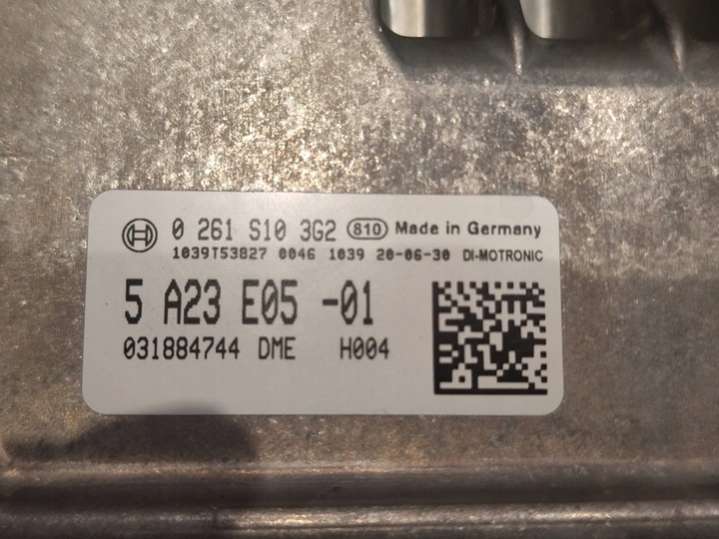 0 261 S10 3G2 810 Made in Germany
1039T53827 0046 1039 20-06-30 DI-MOTRONIC
5 A23 E05 -01
031884744 DME H004